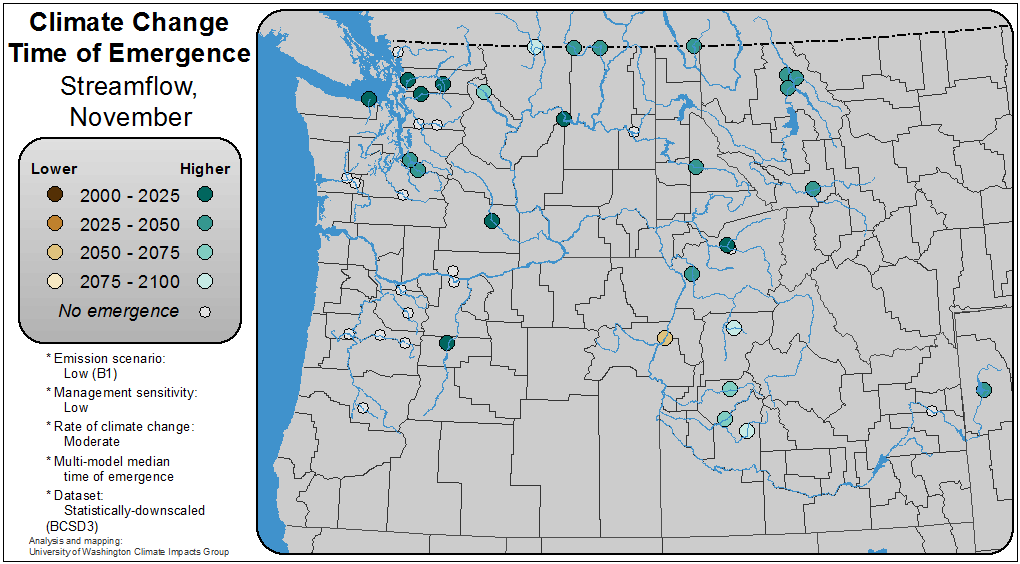 Climate Change
Time of Emergence
Streamflow,
November
Lower Higher
2000 - 2025
2025 - 2050
2050 - 2075
2075 - 2100
No emergence
* Emission scenario:
Low (B1)
* Management sensitivity:
Low
* Rate of climate change:
Moderate
* Multi-model median
time of emergence
* Dataset:
Statistically-downscaled
(BCSD3)
Analysis and mapping:
University of Washington Climate Impacts Group